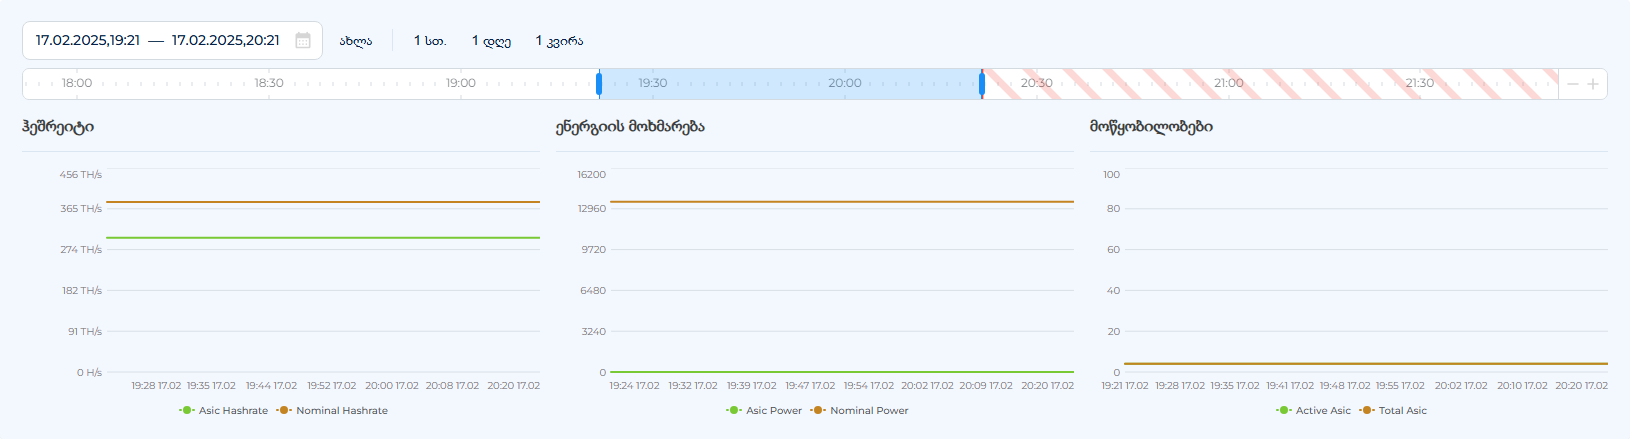 17.02.2025,19:21 — 17.02.2025,20:21 ახლა 1 სთ. 1 დღე 1 კვირა
18:00 18:30 19:00 19:30 20:00 20:30 21:00 21:30
ჰეშრეიტი
456 TH/s
365 TH/s
274 TH/s
182 TH/s
91 TH/s
0 H/s
19:28 17.02 19:35 17.02 19:44 17.02 19:52 17.02 20:00 17.02 20:08 17.02 20:20 17.02
Asic Hashrate Nominal Hashrate
ენერგიის მოხმარება
16200
12960
9720
6480
3240
0
19:24 17.02 19:32 17.02 19:39 17.02 19:47 17.02 19:54 17.02 20:02 17.02 20:09 17.02 20:20 17.02
Asic Power Nominal Power
მოწყობილობები
100
80
60
40
20
0
19:21 17.02 19:28 17.02 19:35 17.02 19:41 17.02 19:48 17.02 19:55 17.02 20:02 17.02 20:10 17.02 20:20 17.02
Active Asic Total Asic